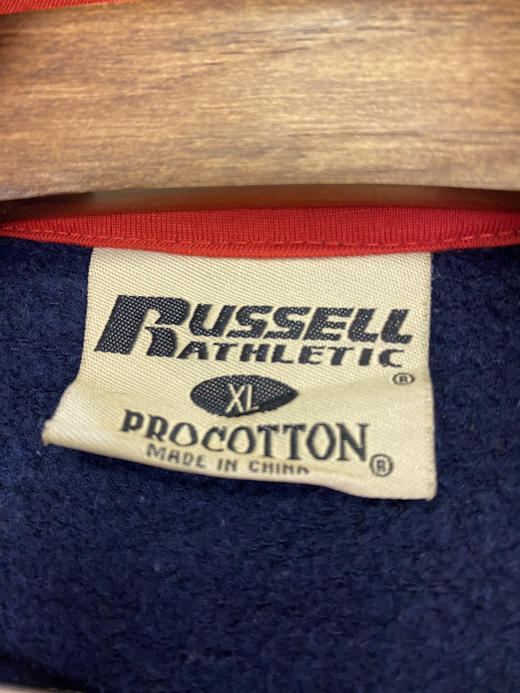 RUSSELL
ATHLETIC
®
XL
PROCOTTON®
MADE IN CHINA